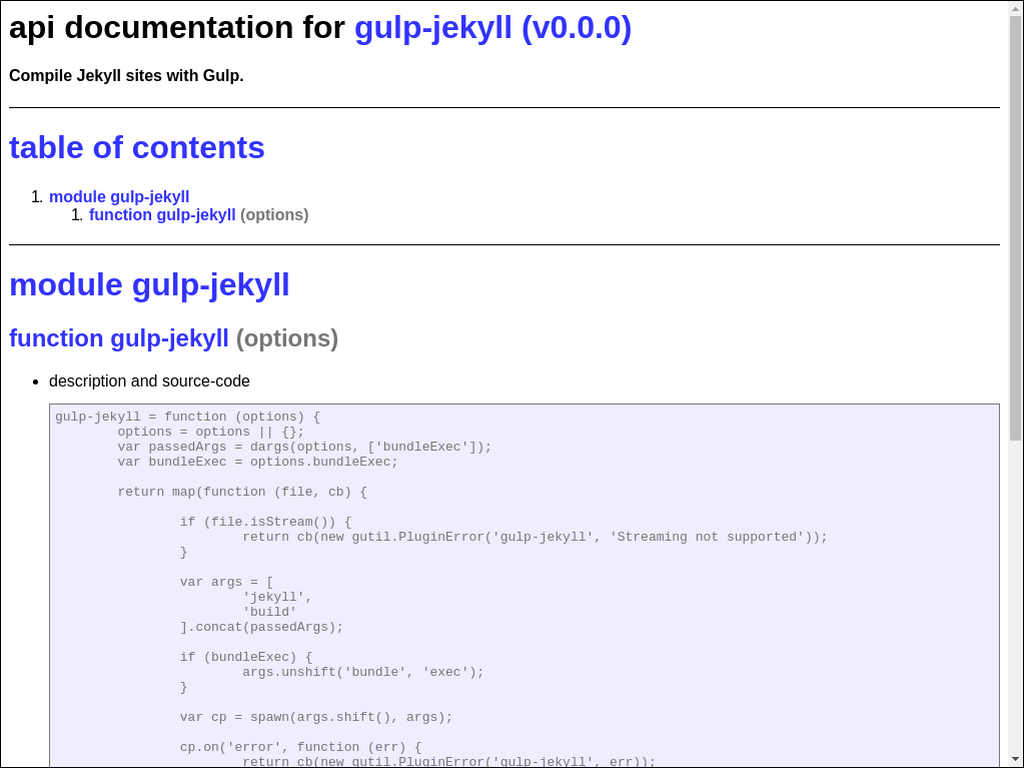 api documentation for gulp-jekyll (v0.0.0)
Compile Jekyll sites with Gulp.
table of contents
1. module gulp-jekyll
1. function gulp-jekyll (options)
module gulp-jekyll
function gulp-jekyll (options)
• description and source-code
gulp-jekyll = function (options) {
        options = options || {};
        var passedArgs = dargs(options, ['bundleExec']);
        var bundleExec = options.bundleExec;
        return map(function (file, cb) {
                if (file.isStream()) {
                        return cb(new gutil.PluginError('gulp-jekyll', 'Streaming not supported'));
                }
                var args = [
                        'jekyll',
                        'build'
                ].concat(passedArgs);
                if (bundleExec) {
                        args.unshift('bundle', 'exec');
                }
                var cp = spawn(args.shift(), args);
                cp.on('error', function (err) {
                        return cb(new gutil.PluginError('gulp-jekyll', err));